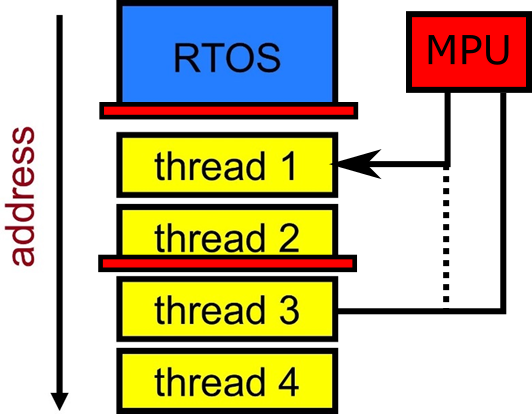 RTOS
MPU
thread 1
address
thread 2
thread 3
thread 4